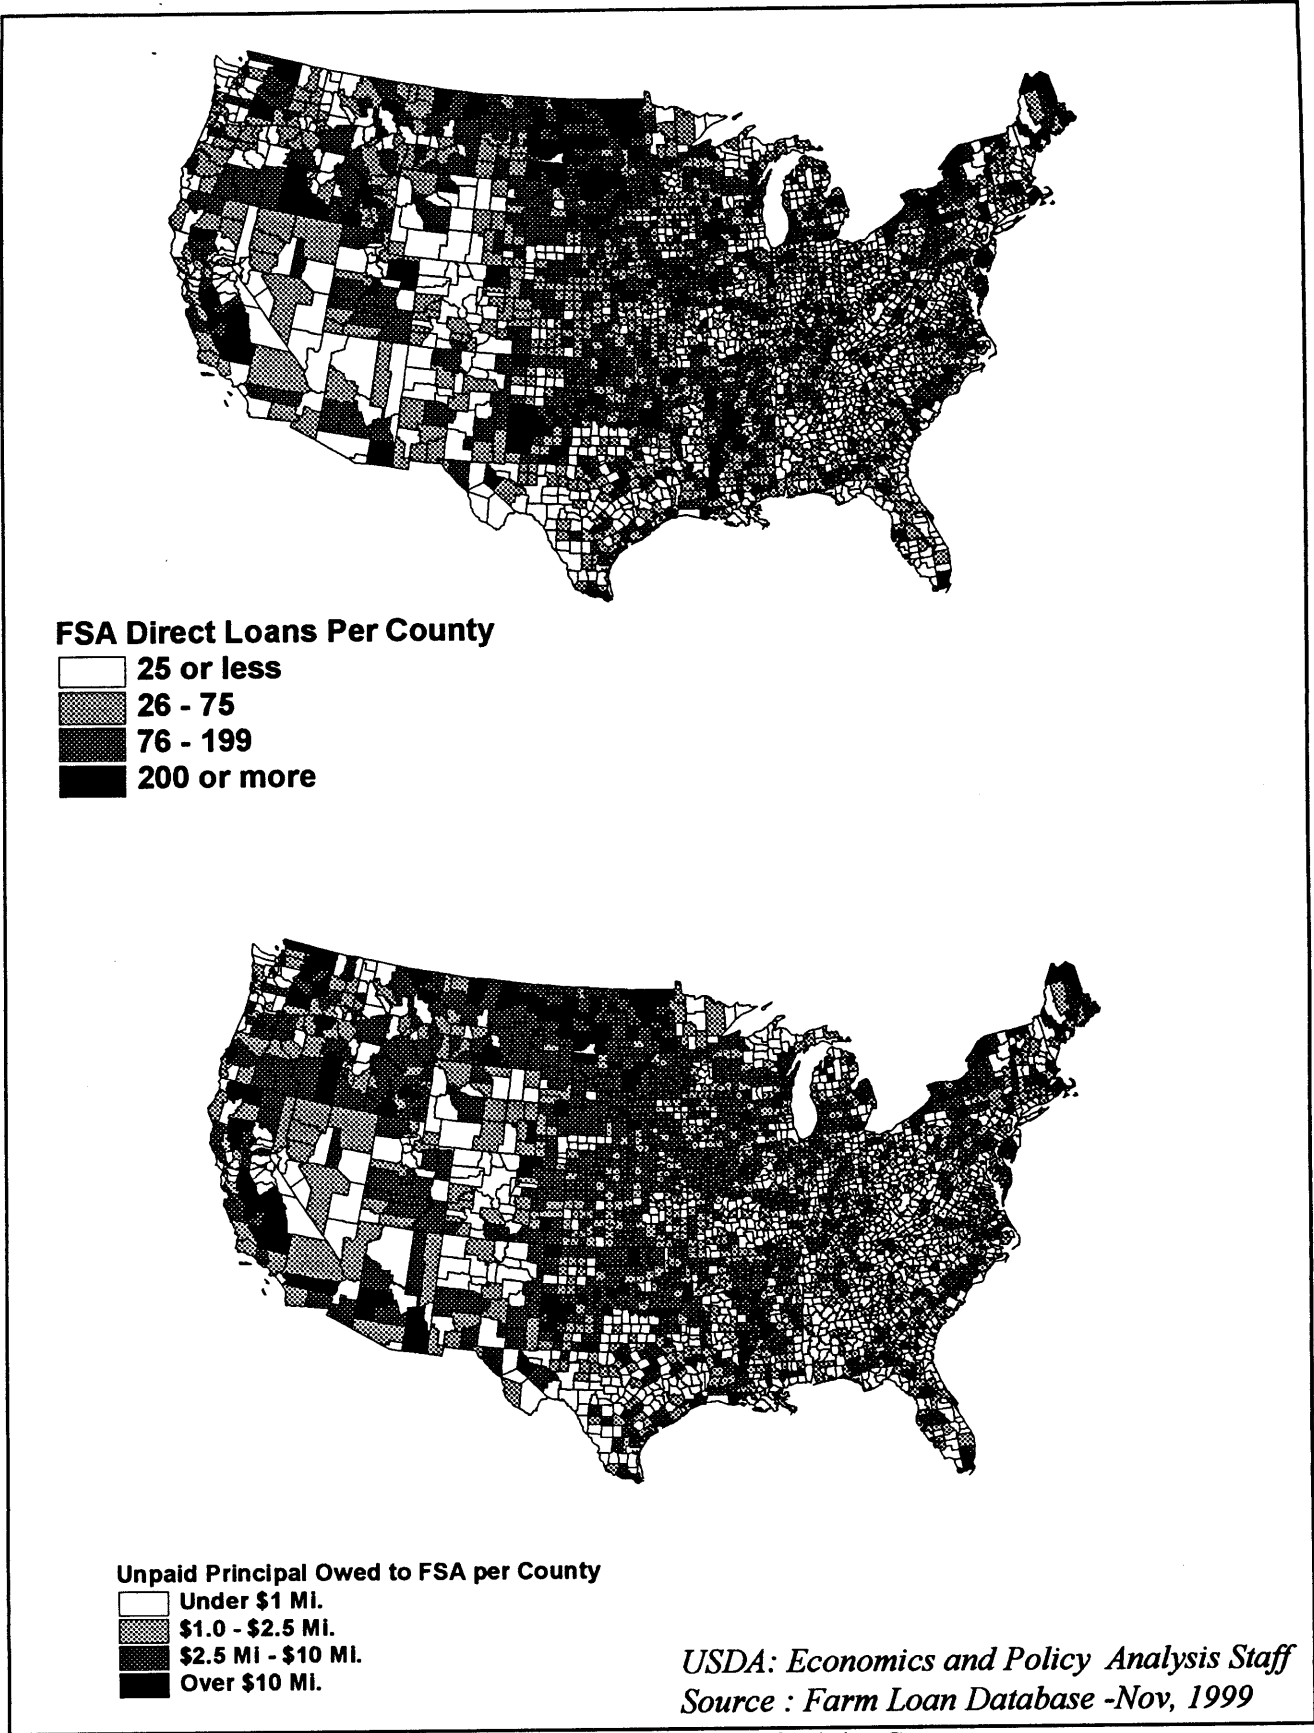 FSA Direct Loans Per County
25 or less
26 - 75
76 - 199
200 or more
Unpaid Principal Owed to FSA per County
Under $1 Mi.
$1.0 - $2.5 Mi.
$2.5 Mi - $10 Mi.
Over $10 Mi.
USDA: Economics and Policy Analysis Staff
Source : Farm Loan Database -Nov, 1999